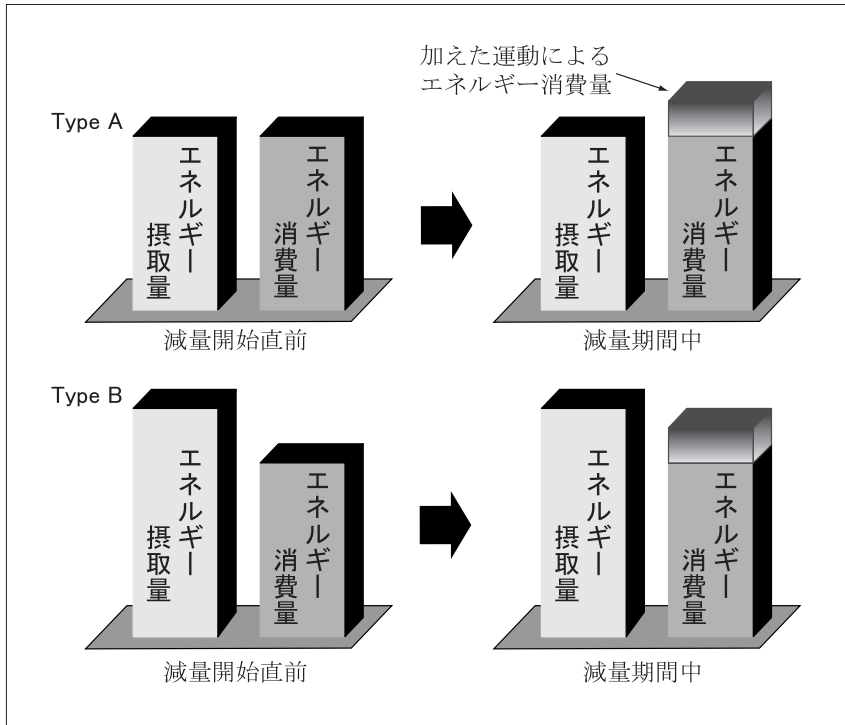 加えた運動による
エネルギー消費量
Type A
エネルギー
摂取量
エネルギー
消費量
エネルギー
摂取量
エネルギー
消費量
減量開始直前
減量期間中
Type B
エネルギー
摂取量
エネルギー
消費量
エネルギー
摂取量
エネルギー
消費量
減量開始直前
減量期間中